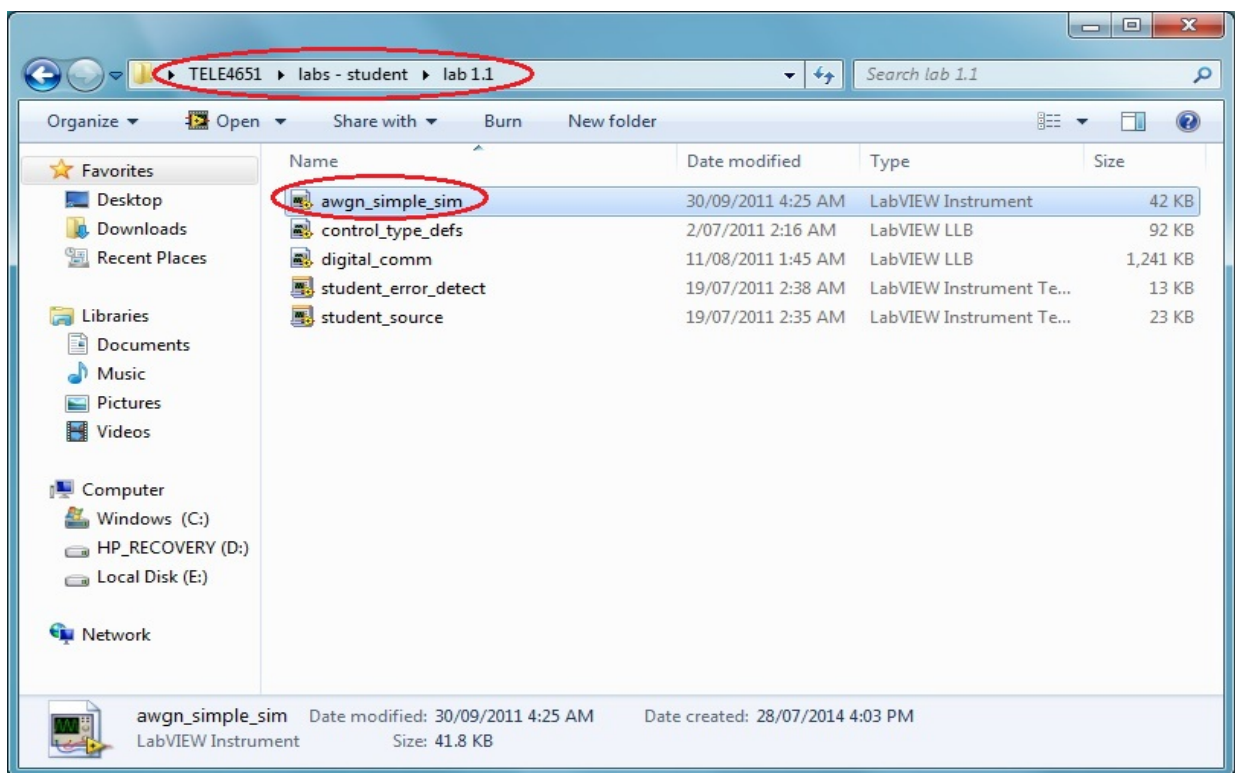 TELE4651 labs - student lab 1.1
Search lab 1.1
Organize Open Share with Burn New folder
Favorites
Desktop
Downloads
Recent Places
Libraries
Documents
Music
Pictures
Videos
Computer
Windows (C:)
HP_RECOVERY (D:)
Local Disk (E:)
Network
Name Date modified Type Size
awgn_simple_sim 30/09/2011 4:25 AM LabVIEW Instrument 42 KB
control_type_defs 2/07/2011 2:16 AM LabVIEW LLB 92 KB
digital_comm 11/08/2011 1:45 AM LabVIEW LLB 1,241 KB
student_error_detect 19/07/2011 2:38 AM LabVIEW Instrument Te... 13 KB
student_source 19/07/2011 2:35 AM LabVIEW Instrument Te... 23 KB
awgn_simple_sim Date modified: 30/09/2011 4:25 AM Date created: 28/07/2014 4:03 PM
LabVIEW Instrument Size: 41.8 KB